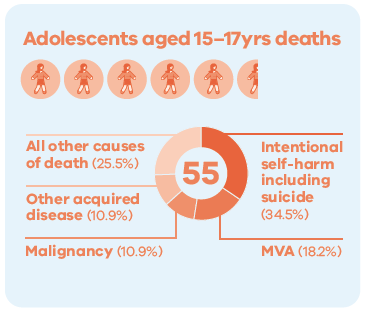 Adolescents aged 15–17yrs deaths
All other causes
of death (25.5%)
Other acquired
disease (10.9%)
Malignancy (10.9%)
55
Intentional
self-harm
including
suicide
(34.5%)
MVA (18.2%)